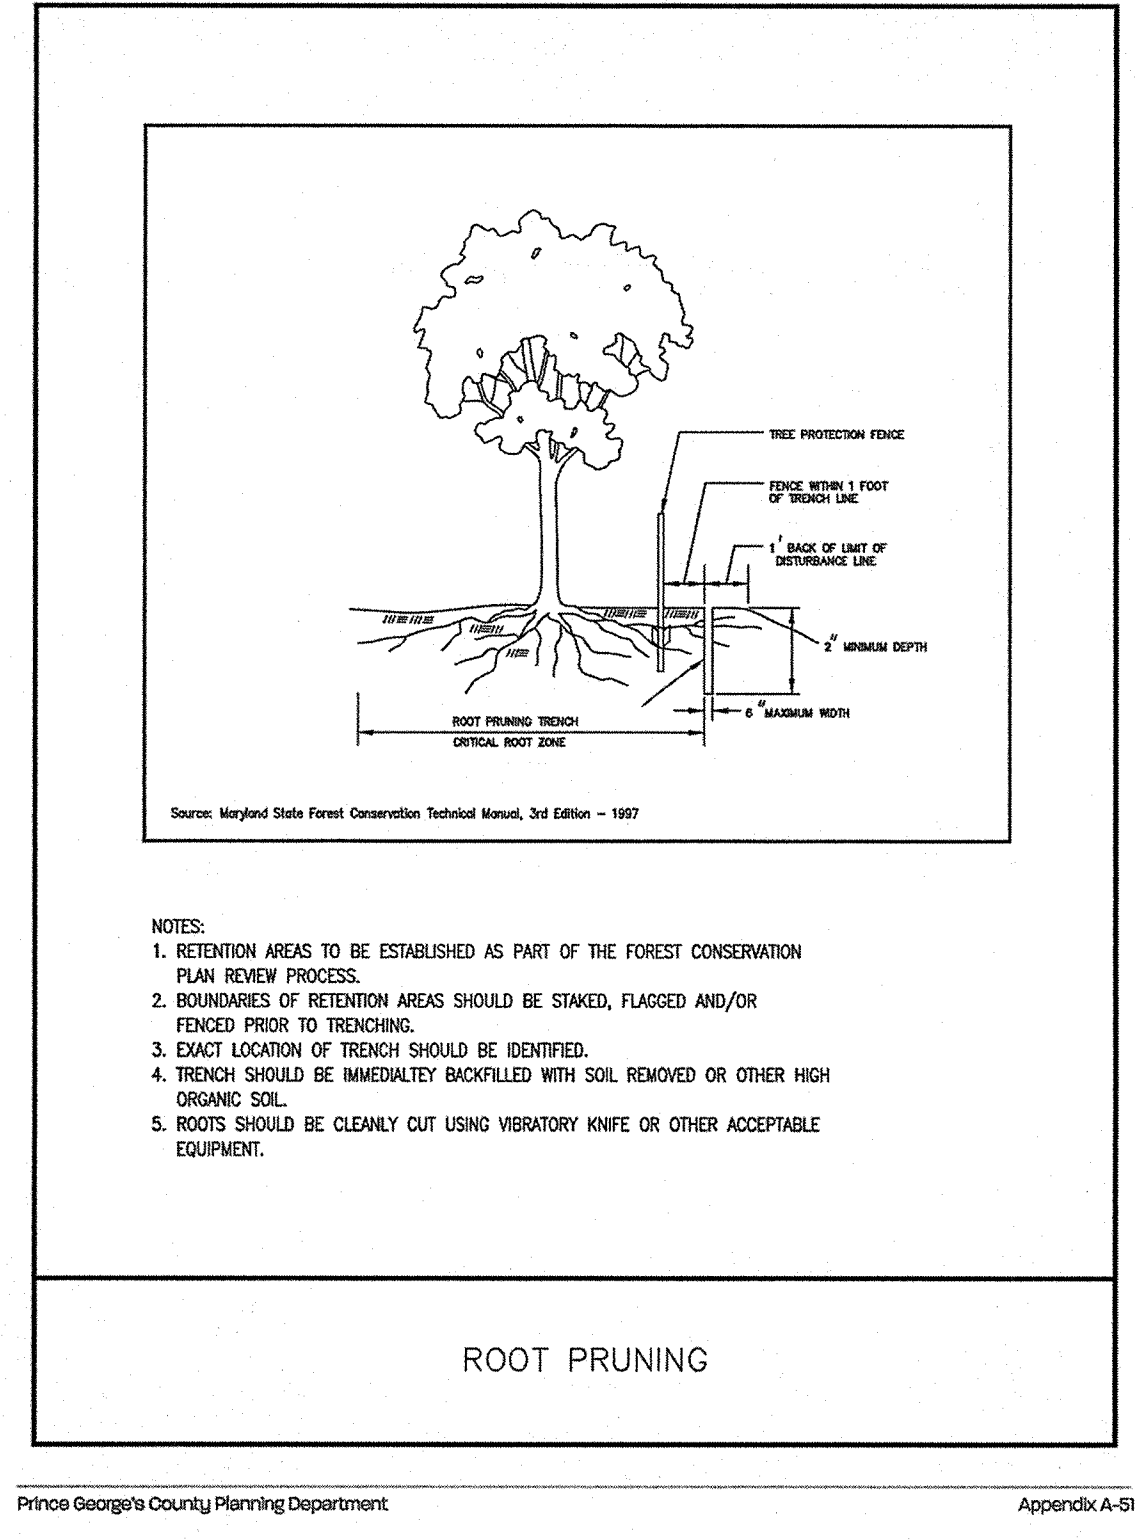 TREE PROTECTION FENCE
FENCE WITHIN 1 FOOT
OF TRENCH LINE
1' BACK OF LIMIT OF
DISTURBANCE LINE
2" MINIMUM DEPTH
6" MAXIMUM WIDTH
ROOT PRUNING TRENCH
CRITICAL ROOT ZONE
Source: Maryland State Forest Conservation Technical Manual, 3rd Edition – 1997
NOTES:
1. RETENTION AREAS TO BE ESTABLISHED AS PART OF THE FOREST CONSERVATION
PLAN REVIEW PROCESS.
2. BOUNDARIES OF RETENTION AREAS SHOULD BE STAKED, FLAGGED AND/OR
FENCED PRIOR TO TRENCHING.
3. EXACT LOCATION OF TRENCH SHOULD BE IDENTIFIED.
4. TRENCH SHOULD BE IMMEDIALTEY BACKFILLED WITH SOIL REMOVED OR OTHER HIGH
ORGANIC SOIL.
5. ROOTS SHOULD BE CLEANLY CUT USING VIBRATORY KNIFE OR OTHER ACCEPTABLE
EQUIPMENT.
ROOT PRUNING
Prince George's County Planning Department
Appendix A-51